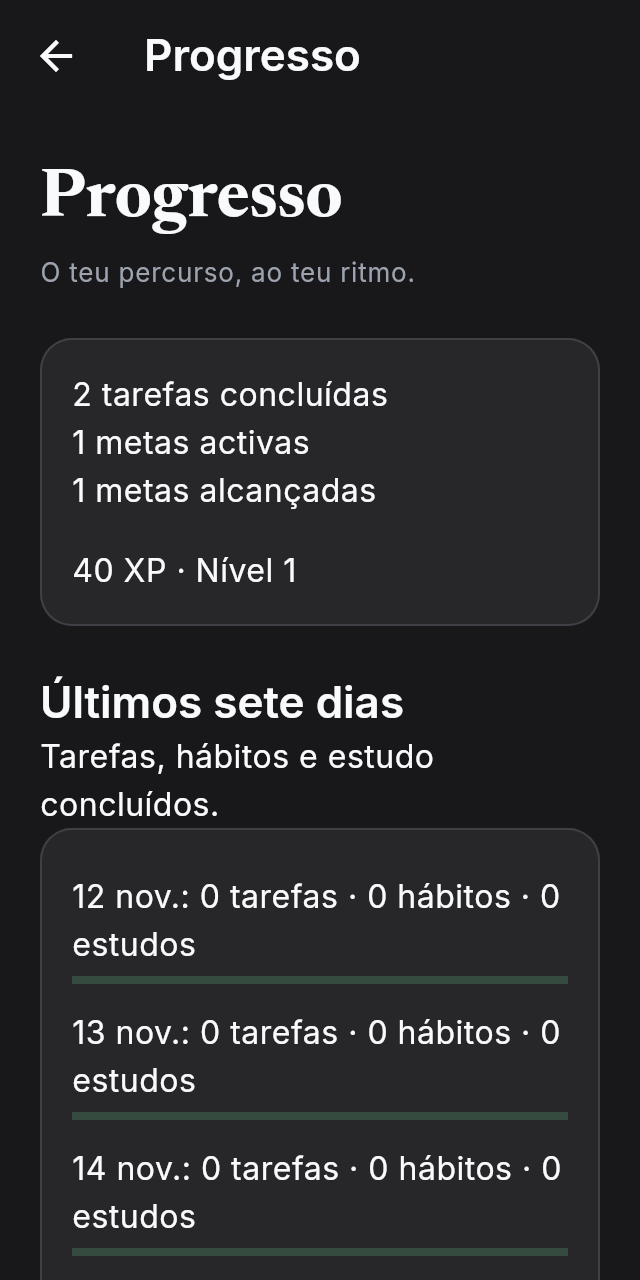 Progresso
Progresso
O teu percurso, ao teu ritmo.
2 tarefas concluídas
1 metas activas
1 metas alcançadas
40 XP · Nível 1
Últimos sete dias
Tarefas, hábitos e estudo
concluídos.
12 nov.: 0 tarefas · 0 hábitos · 0
estudos
13 nov.: 0 tarefas · 0 hábitos · 0
estudos
14 nov.: 0 tarefas · 0 hábitos · 0
estudos